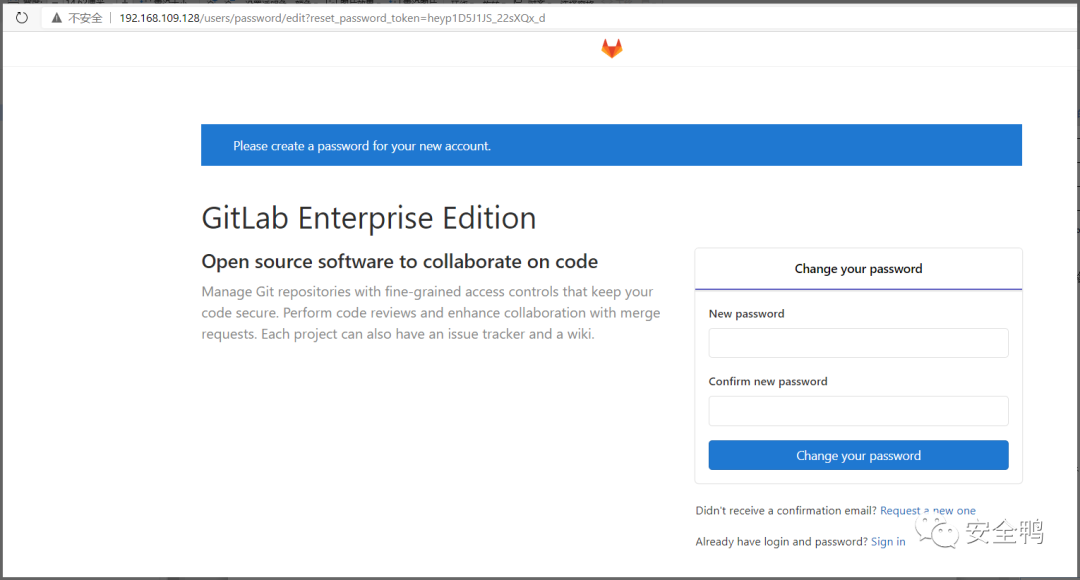 不安全 192.168.109.128/users/password/edit?reset_password_token=heyp1D5J1JS_22sXQx_d
Please create a password for your new account.
GitLab Enterprise Edition
Open source software to collaborate on code
Manage Git repositories with fine-grained access controls that keep your
code secure. Perform code reviews and enhance collaboration with merge
requests. Each project can also have an issue tracker and a wiki.
Change your password
New password
Confirm new password
Change your password
Didn't receive a confirmation email? Request a new one
Already have login and password? Sign in
安全鸭